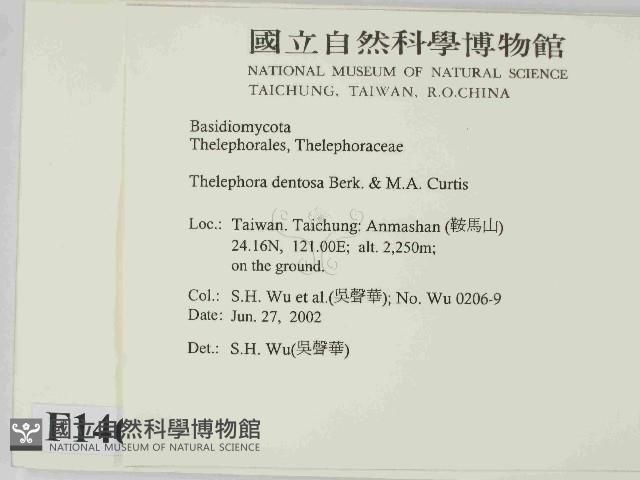 國立自然科學博物館
NATIONAL MUSEUM OF NATURAL SCIENCE
TAICHUNG, TAIWAN, R.O.CHINA
Basidiomycota
Thelephorales, Thelephoraceae
Thelephora dentosa Berk. & M.A. Curtis
Loc.: Taiwan. Taichung: Anmashan (鞍馬山)
24.16N, 121.00E; alt. 2,250m;
on the ground.
Col.: S.H. Wu et al.(吳聲華); No. Wu 0206-9
Date: Jun. 27, 2002
Det.: S.H. Wu(吳聲華)
F14
國立自然科學博物館
NATIONAL MUSEUM OF NATURAL SCIENCE